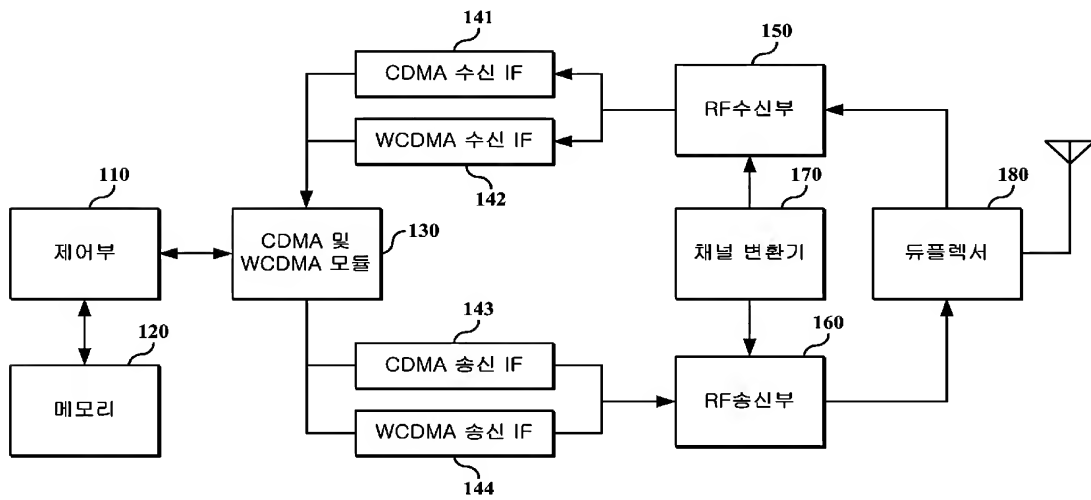 141
CDMA 수신 IF
WCDMA 수신 IF
142
150
RF수신부
110
제어부
CDMA 및
WCDMA 모듈
130
170
채널 변환기
180
듀플렉서
120
메모리
143
CDMA 송신 IF
WCDMA 송신 IF
144
160
RF송신부